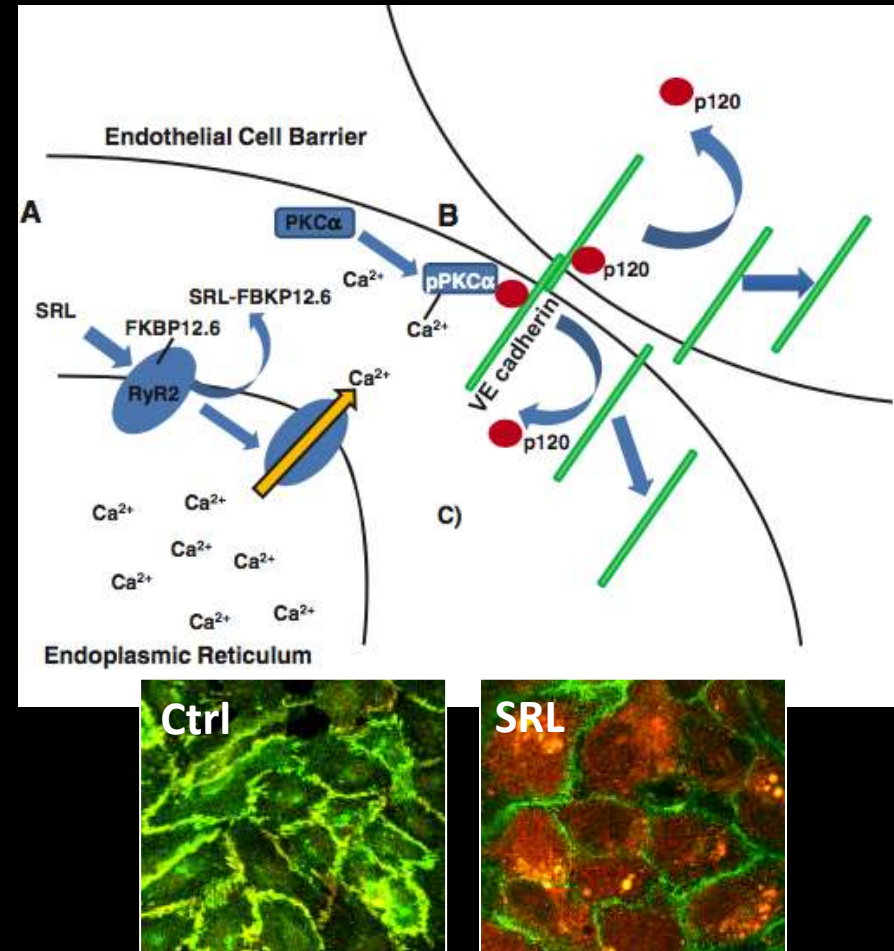 p120
Endothelial Cell Barrier
A
B
PKCα
p120
Ca²⁺
pPKCα
SRL-FBKP12.6
SRL
Ca²⁺
FKBP12.6
VE cadherin
RyR2
Ca²⁺
p120
Ca²⁺
Ca²⁺
C)
Ca²⁺
Ca²⁺
Ca²⁺
Ca²⁺
Ca²⁺
Endoplasmic Reticulum
Ctrl
SRL